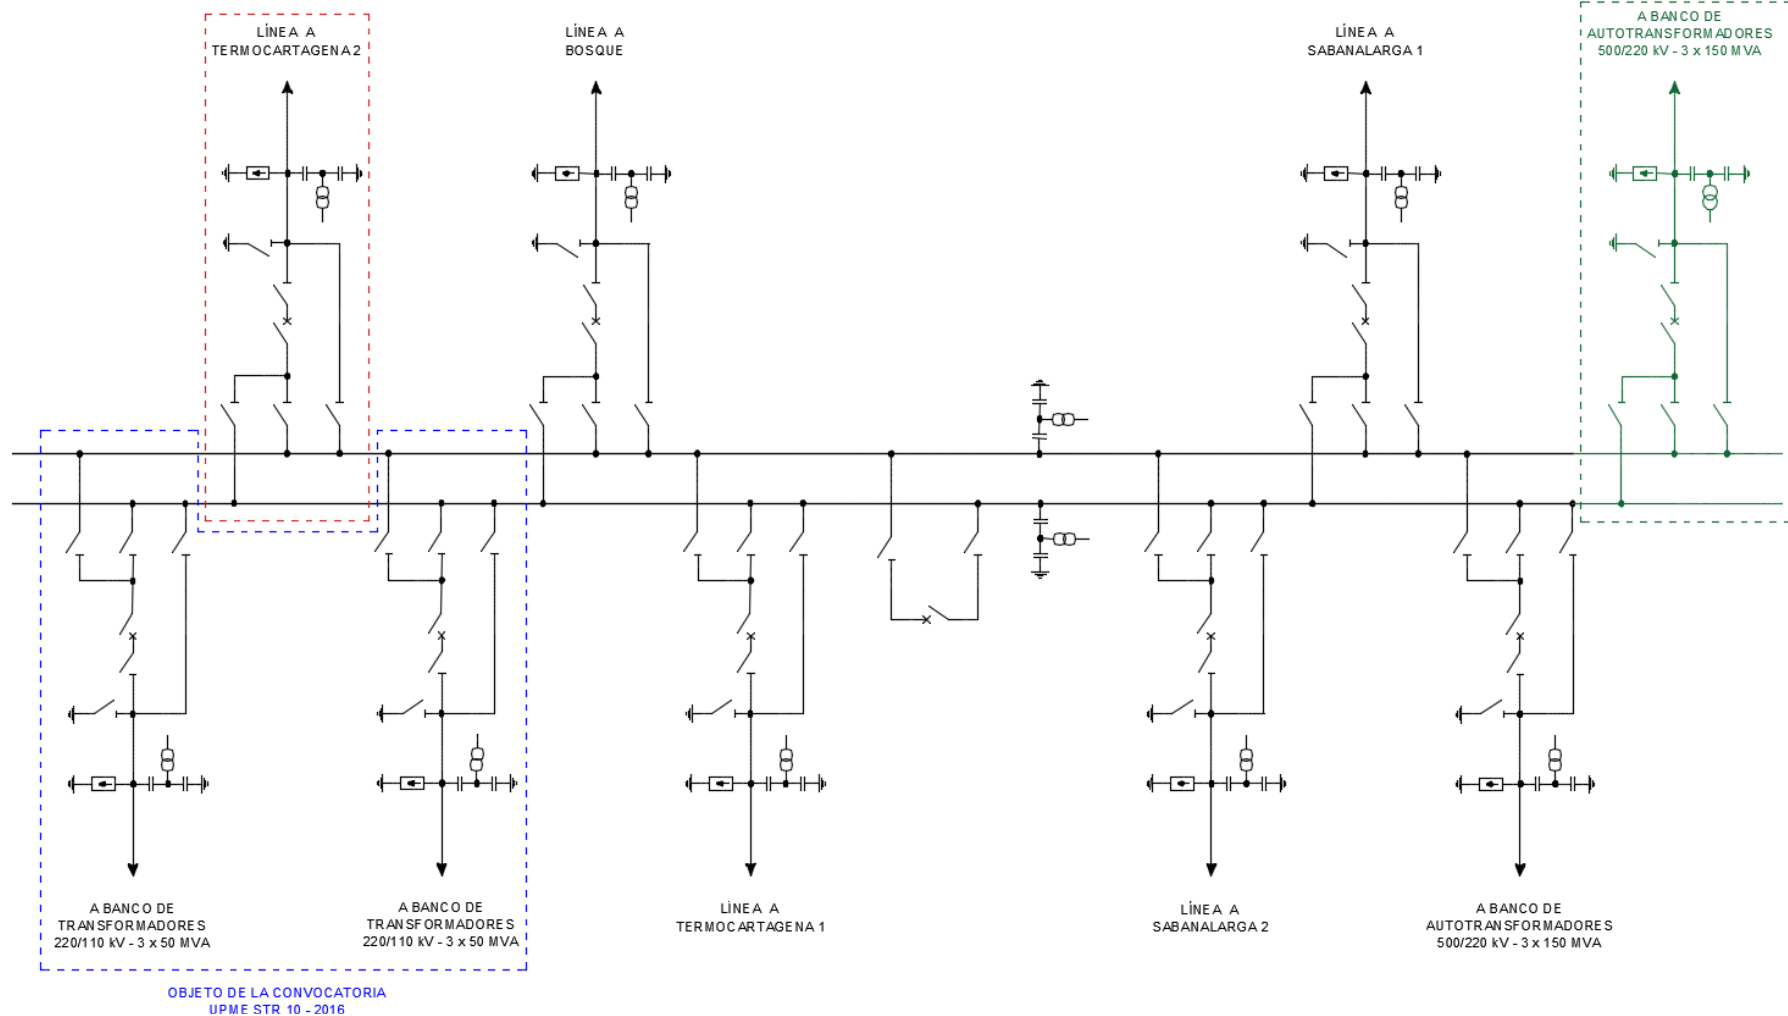 LÍNEA A
TERMOCARTAGENA 2
LÍNEA A
BOSQUE
LÍNEA A
SABANALARGA 1
A BANCO DE
AUTOTRANSFORMADORES
500/220 kV - 3 x 150 MVA
A BANCO DE
TRANSFORMADORES
220/110 kV - 3 x 50 MVA
A BANCO DE
TRANSFORMADORES
220/110 kV - 3 x 50 MVA
LÍNEA A
TERMOCARTAGENA 1
LÍNEA A
SABANALARGA 2
A BANCO DE
AUTOTRANSFORMADORES
500/220 kV - 3 x 150 MVA
OBJETO DE LA CONVOCATORIA
UPME STR 10 - 2016